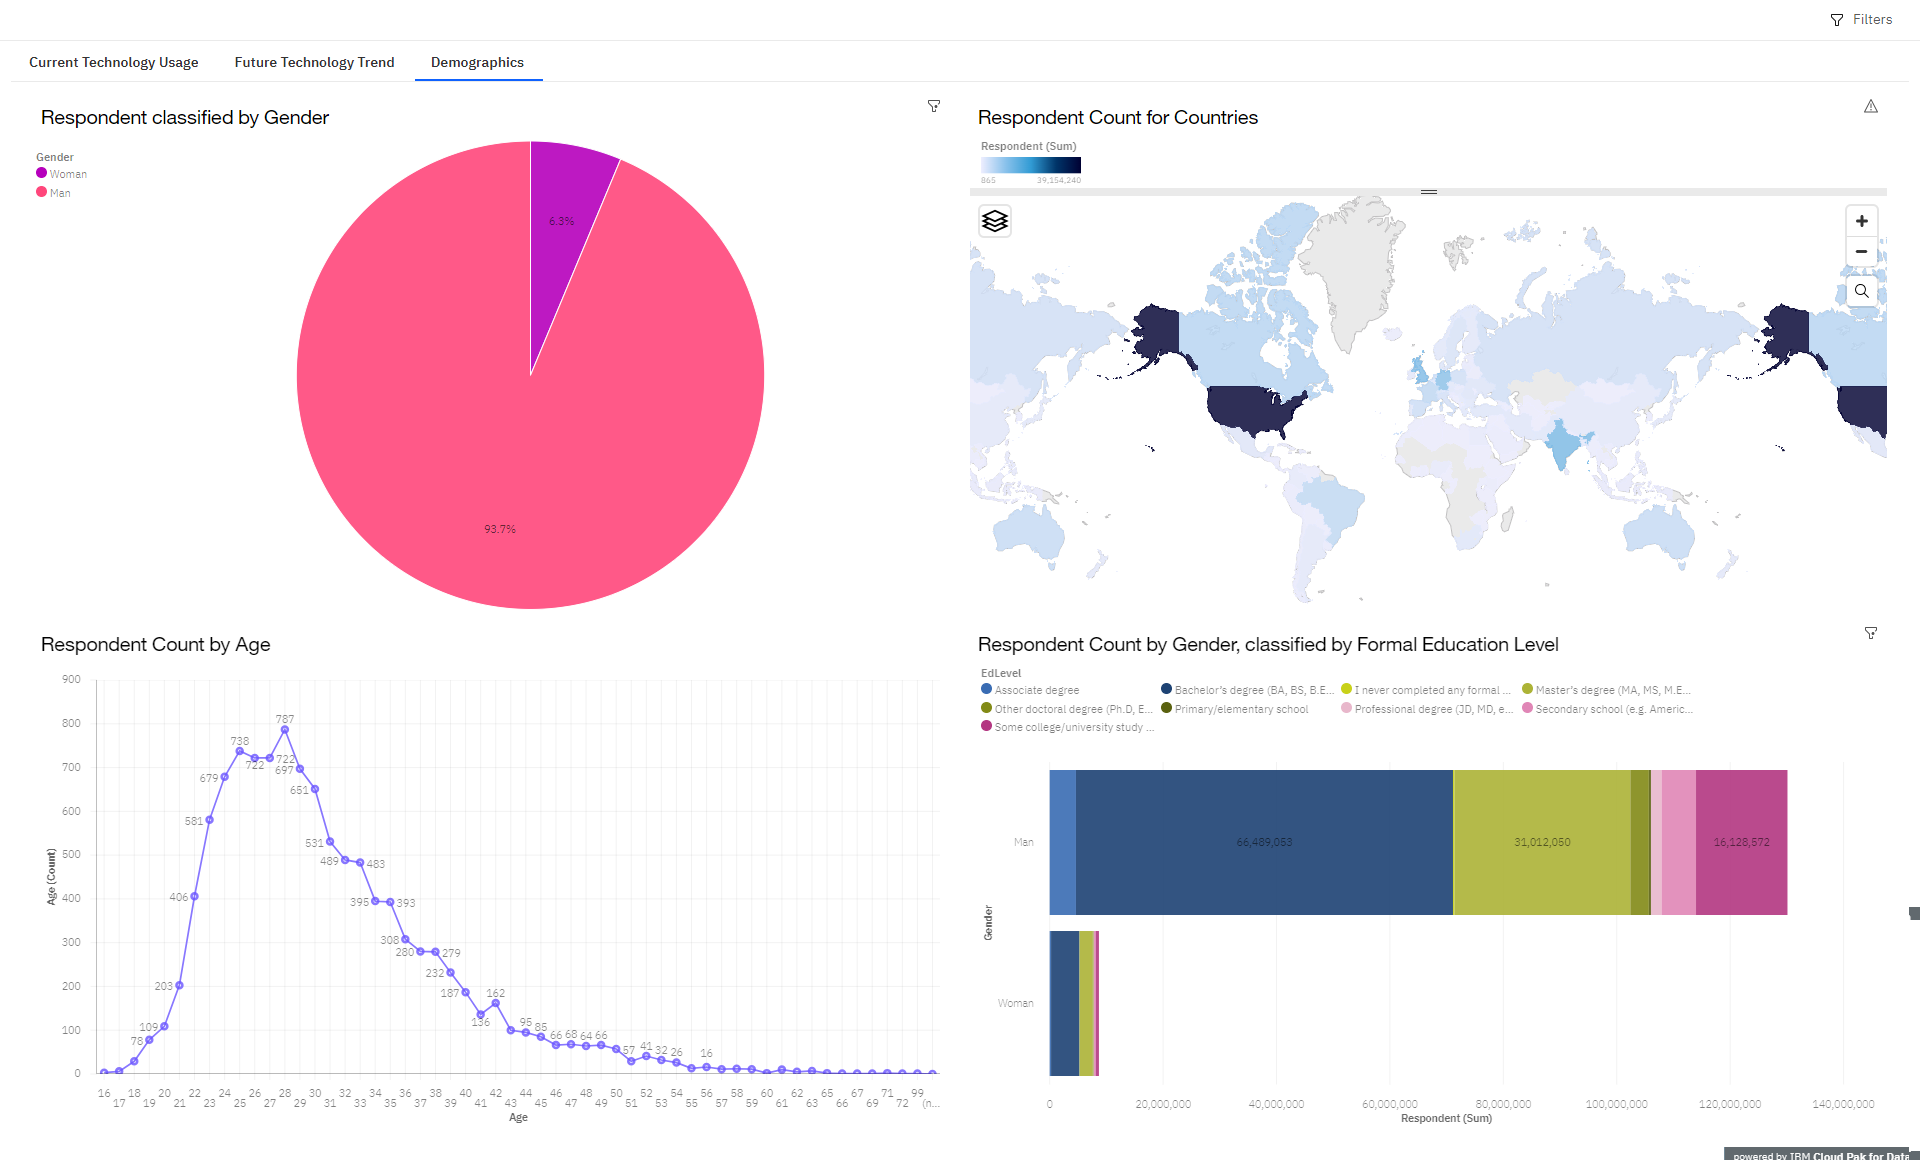 Filters
Current Technology Usage
Future Technology Trend
Demographics
Respondent classified by Gender
Gender
Woman
Man
6.3%
93.7%
Respondent Count for Countries
Respondent (Sum)
865
39,154,240
Respondent Count by Age
Age (Count)
900
800
700
600
500
400
300
200
100
0
78
109
203
406
581
679
738
722
722
787
697
651
531
489
483
395
393
308
280
279
232
187
136
162
95
85
66
68
64
66
57
41
32
26
16
16 18 20 22 24 26 28 30 32 34 36 38 40 42 44 46 48 50 52 54 56 58 60 62 65 67 71 99
17 19 21 23 25 27 29 31 33 35 37 39 41 43 45 47 49 51 53 55 57 59 61 63 66 69 72 (n...
Age
Respondent Count by Gender, classified by Formal Education Level
EdLevel
Associate degree
Bachelor's degree (BA, BS, B.E...
I never completed any formal ...
Master's degree (MA, MS, M.E...
Other doctoral degree (Ph.D, E...
Primary/elementary school
Professional degree (JD, MD, e...
Secondary school (e.g. Americ...
Some college/university study ...
Gender
Man
66,489,053
31,012,050
16,128,572
Woman
0
20,000,000
40,000,000
60,000,000
80,000,000
100,000,000
120,000,000
140,000,000
Respondent (Sum)
powered by IBM Cloud Pak for Data